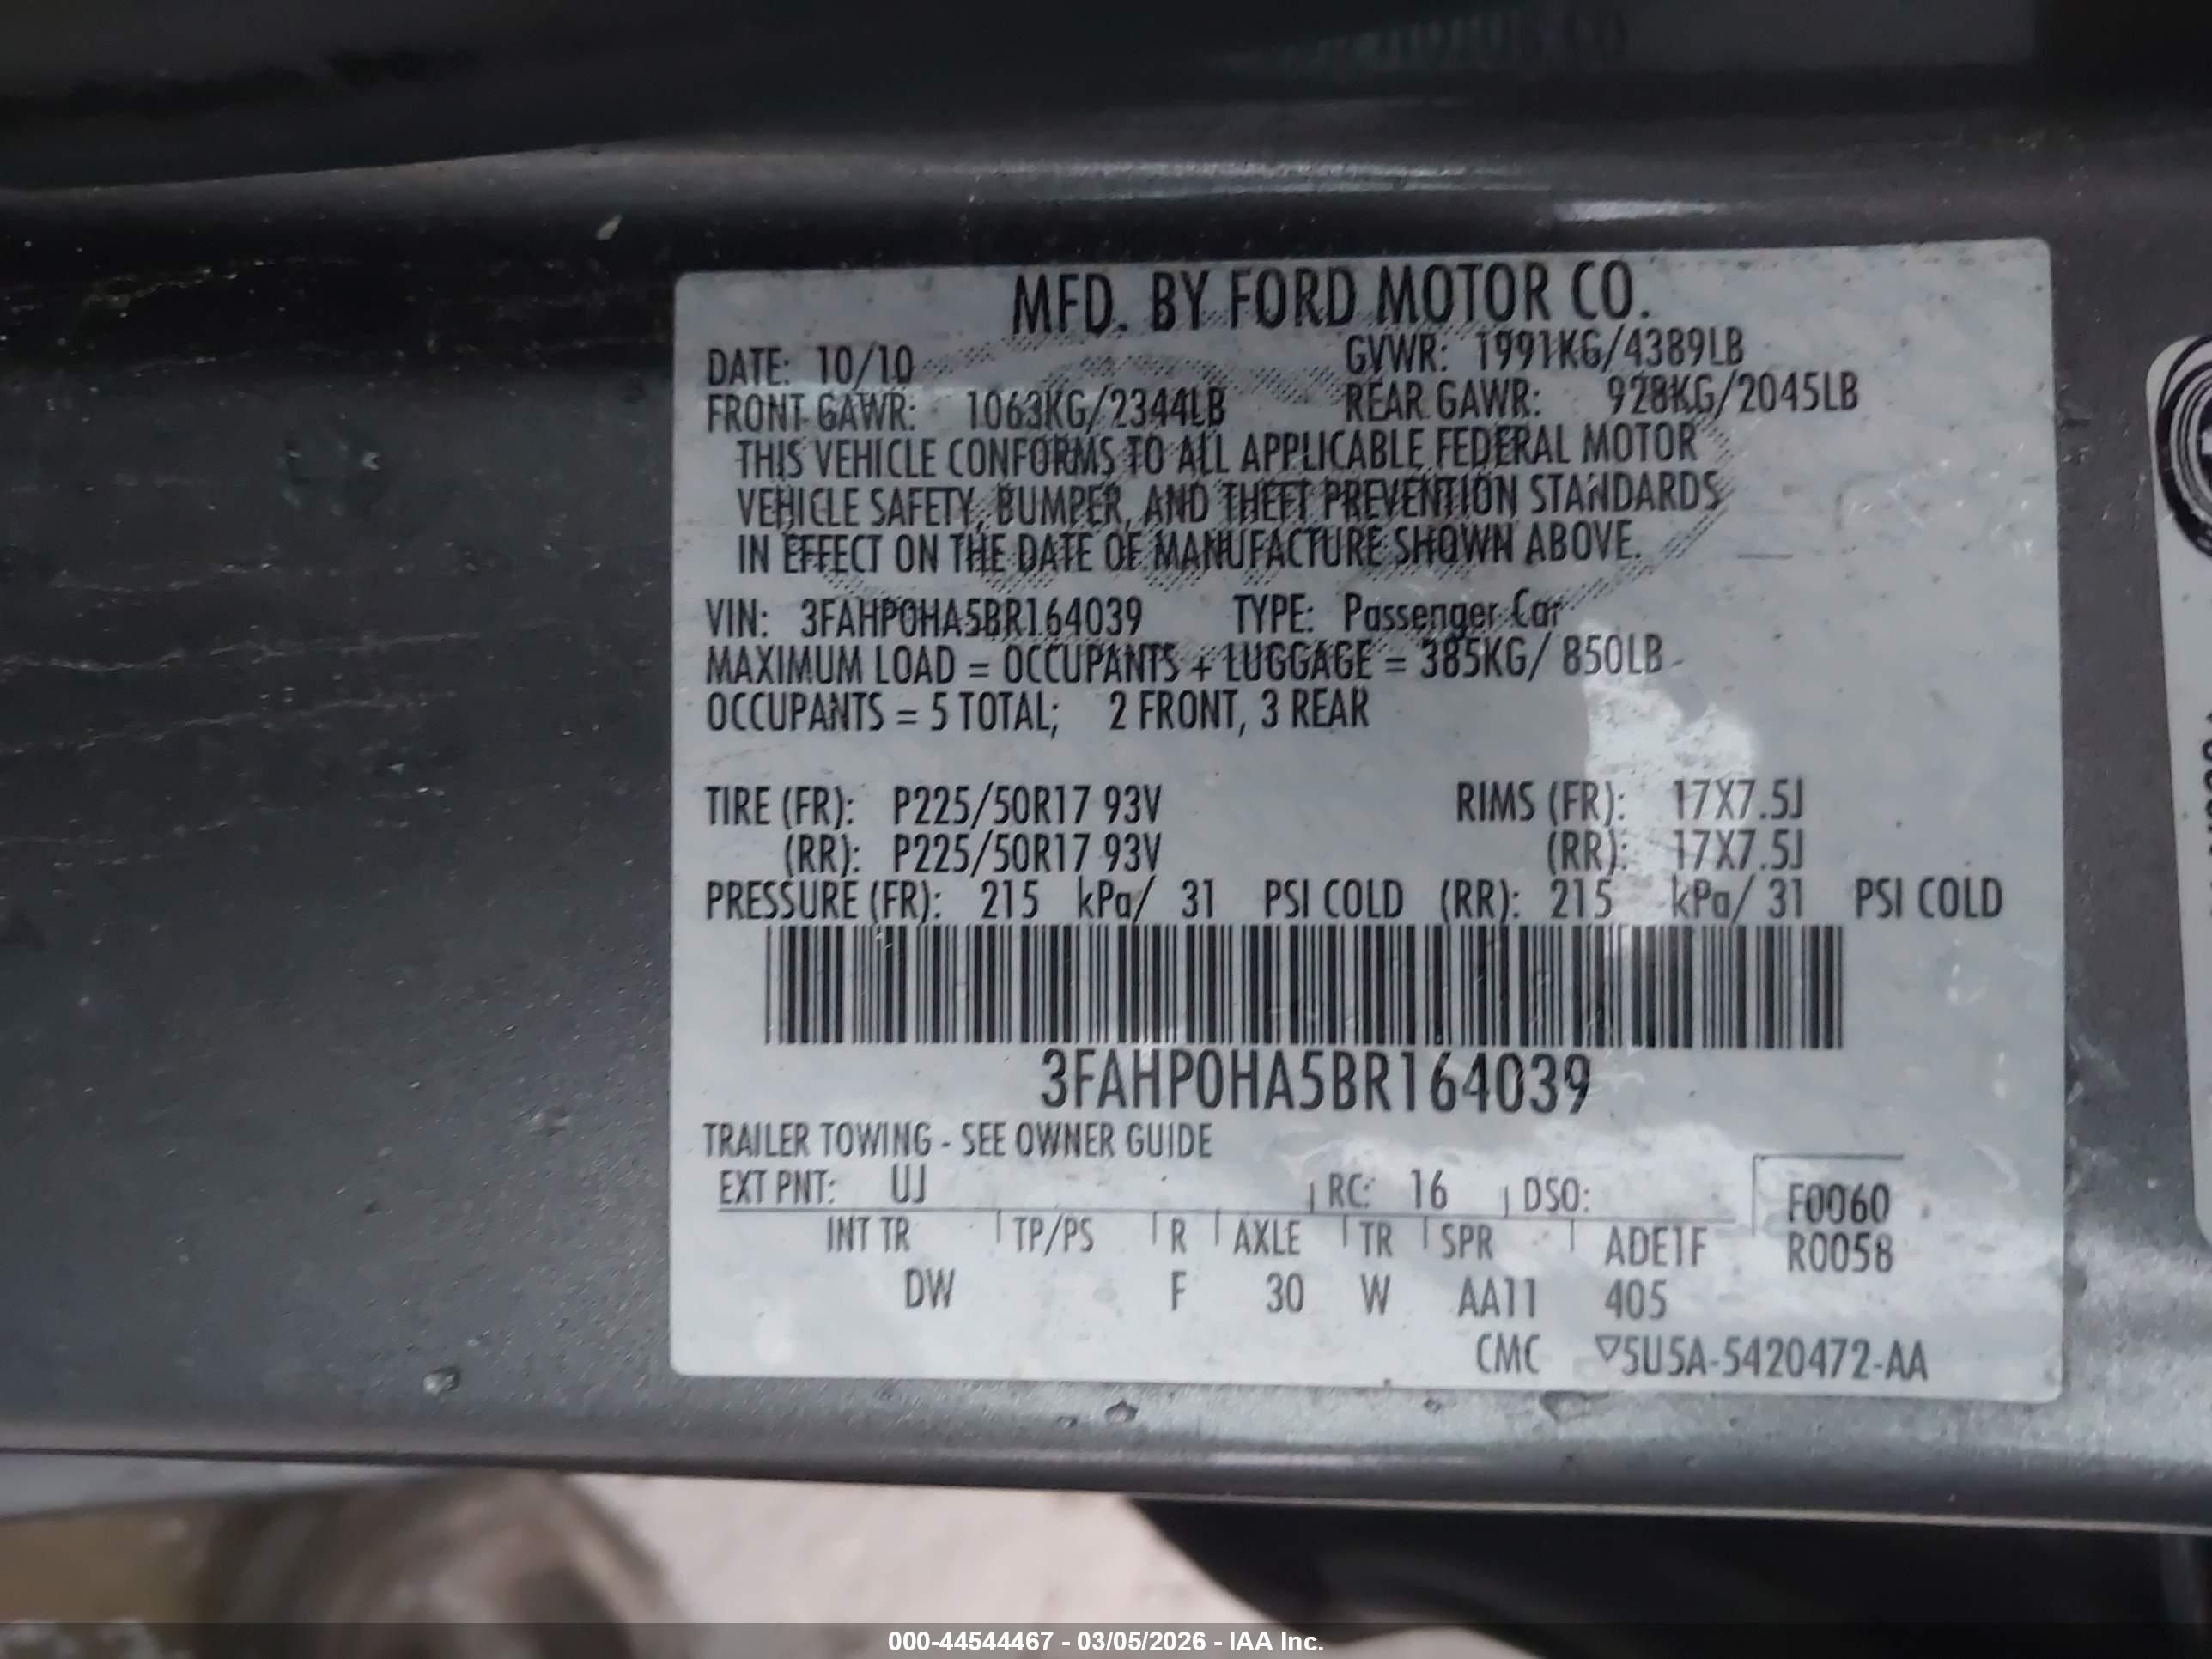 MFD. BY FORD MOTOR CO.
DATE: 10/10 GVWR: 1991KG/4389LB
FRONT GAWR: 1063KG/2344LB REAR GAWR: 928KG/2045LB
THIS VEHICLE CONFORMS TO ALL APPLICABLE FEDERAL MOTOR
VEHICLE SAFETY, BUMPER, AND THEFT PREVENTION STANDARDS
IN EFFECT ON THE DATE OF MANUFACTURE SHOWN ABOVE.
VIN: 3FAHP0HA5BR164039 TYPE: Passenger Car
MAXIMUM LOAD = OCCUPANTS + LUGGAGE = 385KG/ 850LB
OCCUPANTS = 5 TOTAL; 2 FRONT, 3 REAR
TIRE (FR): P225/50R17 93V RIMS (FR): 17X7.5J
(RR): P225/50R17 93V (RR): 17X7.5J
PRESSURE (FR): 215 kPa/ 31 PSI COLD (RR): 215 kPa/ 31 PSI COLD
3FAHP0HA5BR164039
TRAILER TOWING - SEE OWNER GUIDE
EXT PNT: UJ RC: 16 DSO: F0060
INT TR TP/PS R AXLE TR SPR ADE1F R0058
DW F 30 W AA11 405
CMC ▽5U5A-5420472-AA
000-44544467 - 03/05/2026 - IAA Inc.